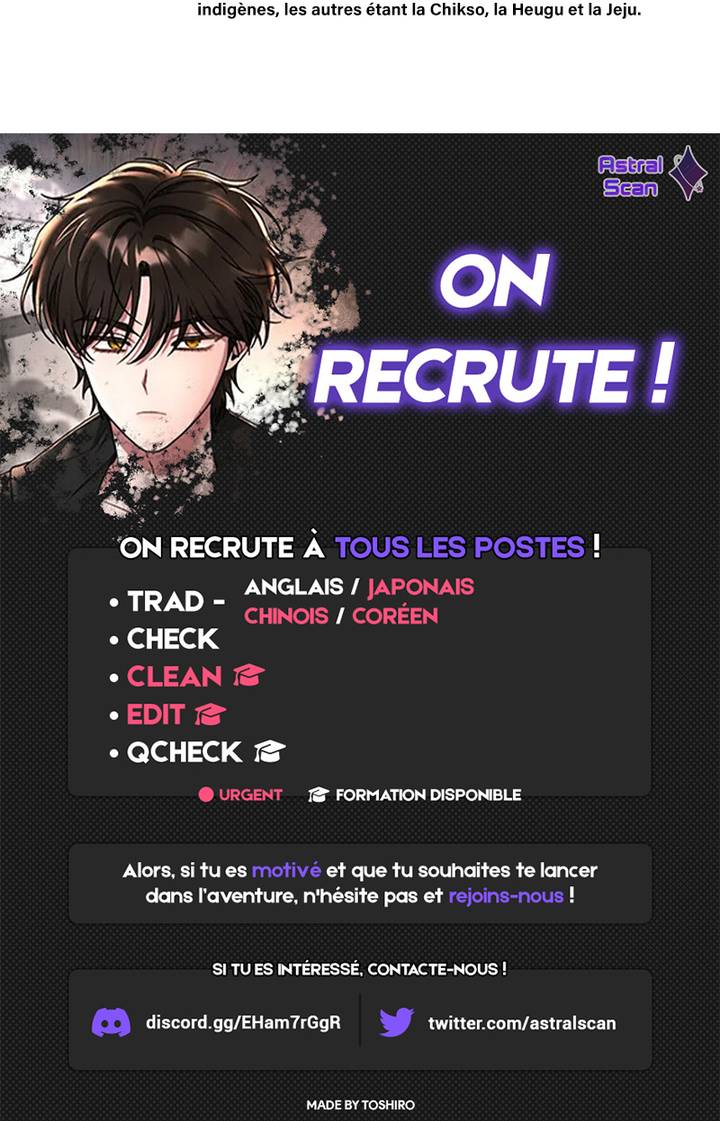 indigènes, les autres étant la Chikso, la Heugu et la Jeju.
Astral
Scan
ON
RECRUTE !
ON RECRUTE À TOUS LES POSTES !
• TRAD - ANGLAIS / JAPONAIS
CHINOIS / CORÉEN
• CHECK
• CLEAN
• EDIT
• QCHECK
URGENT FORMATION DISPONIBLE
Alors, si tu es motivé et que tu souhaites te lancer
dans l'aventure, n'hésite pas et rejoins-nous !
SI TU ES INTÉRESSÉ, CONTACTE-NOUS !
discord.gg/EHam7rGgR
twitter.com/astralscan
MADE BY TOSHIRO